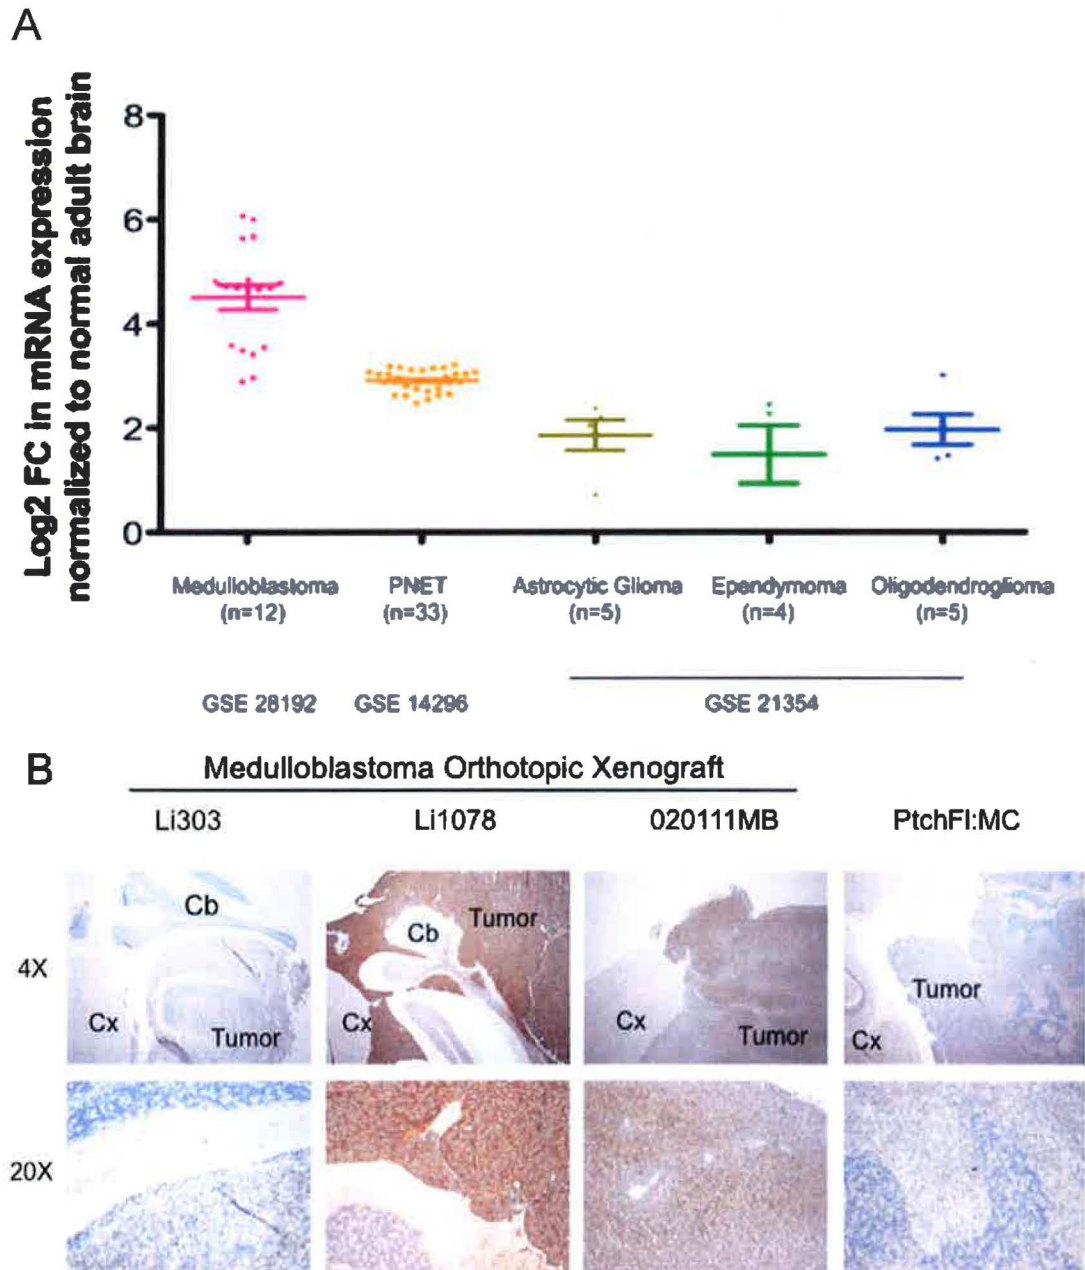 A
Log2 FC in mRNA expression
normalized to normal adult brain
8
6
4
2
0
Medulloblastoma PNET Astrocytic Glioma Ependymoma Oligodendroglioma
(n=12) (n=33) (n=5) (n=4) (n=5)
GSE 28192 GSE 14296 GSE 21354
B
Medulloblastoma Orthotopic Xenograft
Li303 Li1078 020111MB PtchFl:MC
4X
Cb
Cx
Tumor
Tumor
Cb
Cx
Cx
Tumor
Tumor
Cx
20X